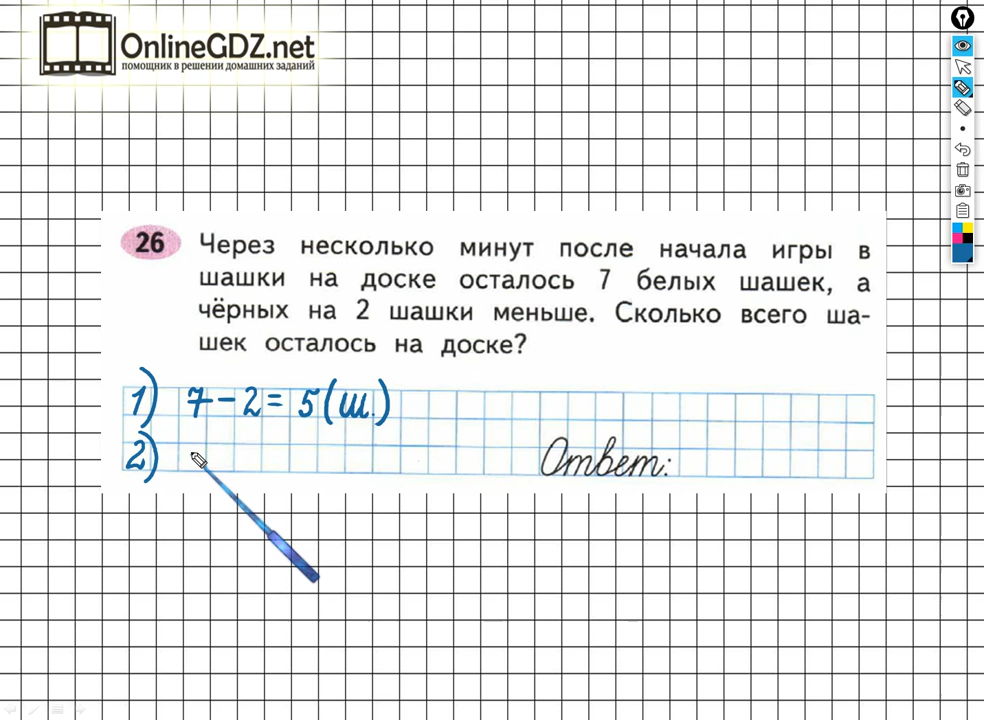 OnlineGDZ.net
помощник в решении домашних заданий
26 Через несколько минут после начала игры в
шашки на доске осталось 7 белых шашек, а
чёрных на 2 шашки меньше. Сколько всего ша-
шек осталось на доске?
1) 7-2= 5(ш.)
2)
Ответ: